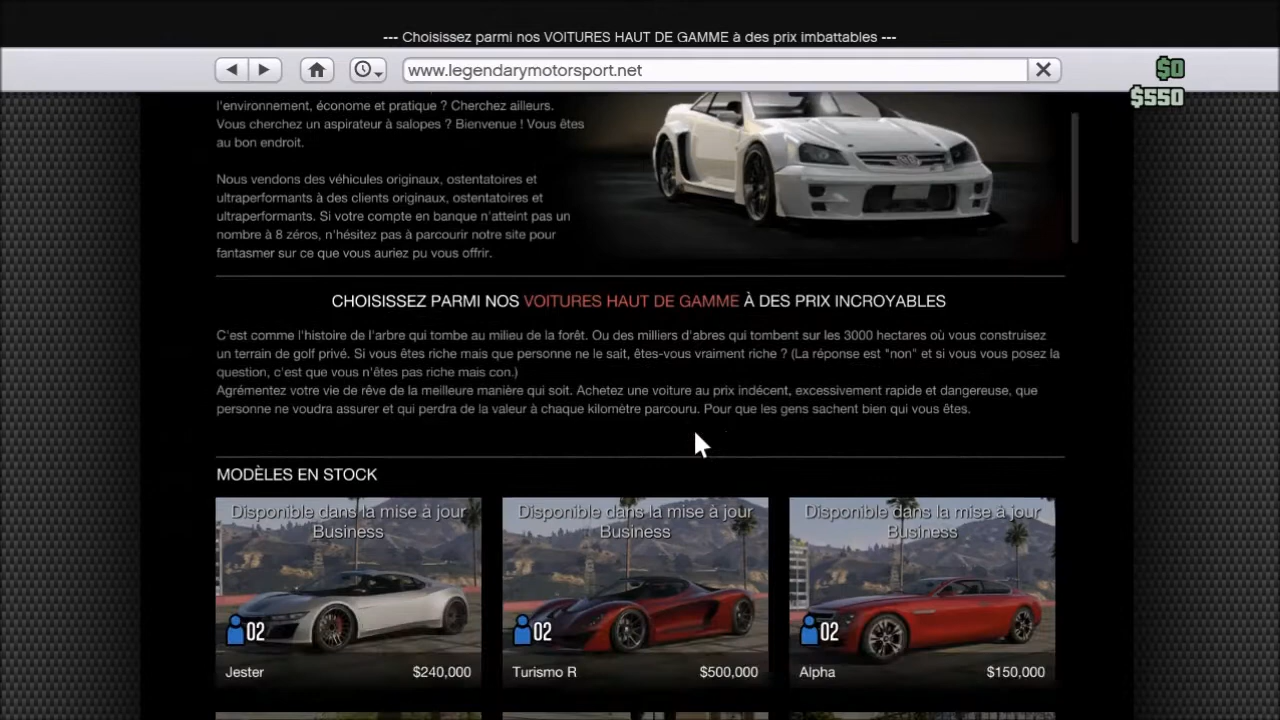 --- Choisissez parmi nos VOITURES HAUT DE GAMME à des prix imbattables ---
www.legendarymotorsport.net
$0
$550
l'environnement, économe et pratique ? Cherchez ailleurs.
Vous cherchez un aspirateur à salopes ? Bienvenue ! Vous êtes
au bon endroit.
Nous vendons des véhicules originaux, ostentatoires et
ultraperformants à des clients originaux, ostentatoires et
ultraperformants. Si votre compte en banque n'atteint pas un
nombre à 8 zéros, n'hésitez pas à parcourir notre site pour
fantasmer sur ce que vous auriez pu vous offrir.
CHOISISSEZ PARMI NOS VOITURES HAUT DE GAMME À DES PRIX INCROYABLES
C'est comme l'histoire de l'arbre qui tombe au milieu de la forêt. Ou des milliers d'abres qui tombent sur les 3000 hectares où vous construisez
un terrain de golf privé. Si vous êtes riche mais que personne ne le sait, êtes-vous vraiment riche ? (La réponse est "non" et si vous vous posez la
question, c'est que vous n'êtes pas riche mais con.)
Agrémentez votre vie de rêve de la meilleure manière qui soit. Achetez une voiture au prix indécent, excessivement rapide et dangereuse, que
personne ne voudra assurer et qui perdra de la valeur à chaque kilomètre parcouru. Pour que les gens sachent bien qui vous êtes.
MODÈLES EN STOCK
Disponible dans la mise à jour
Business
02
Jester $240,000
Disponible dans la mise à jour
Business
02
Turismo R $500,000
Disponible dans la mise à jour
Business
02
Alpha $150,000